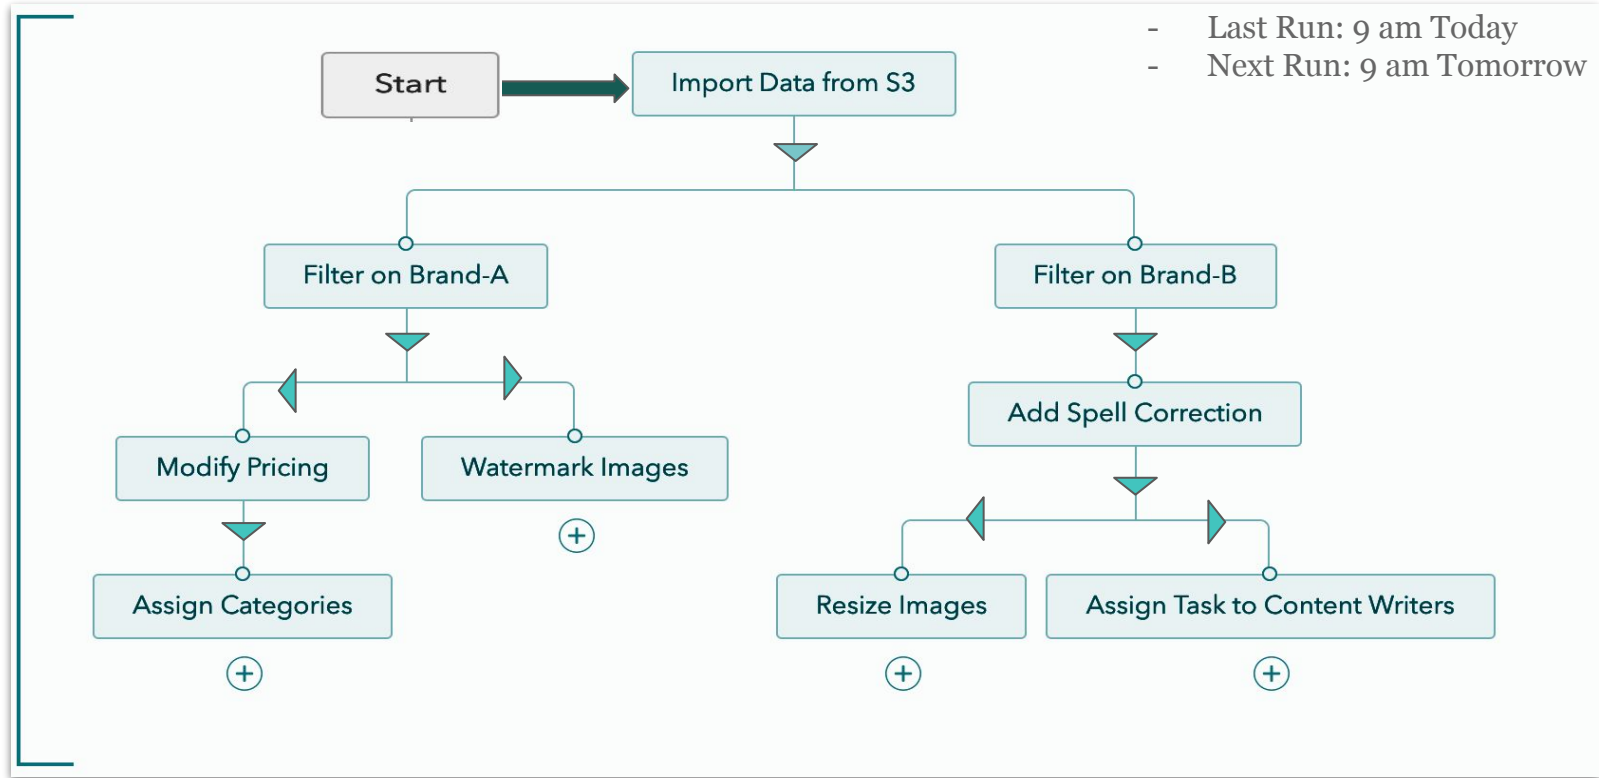 - Last Run: 9 am Today
- Next Run: 9 am Tomorrow
Start
Import Data from S3
Filter on Brand-A
Filter on Brand-B
Add Spell Correction
Modify Pricing
Watermark Images
Assign Categories
Resize Images
Assign Task to Content Writers